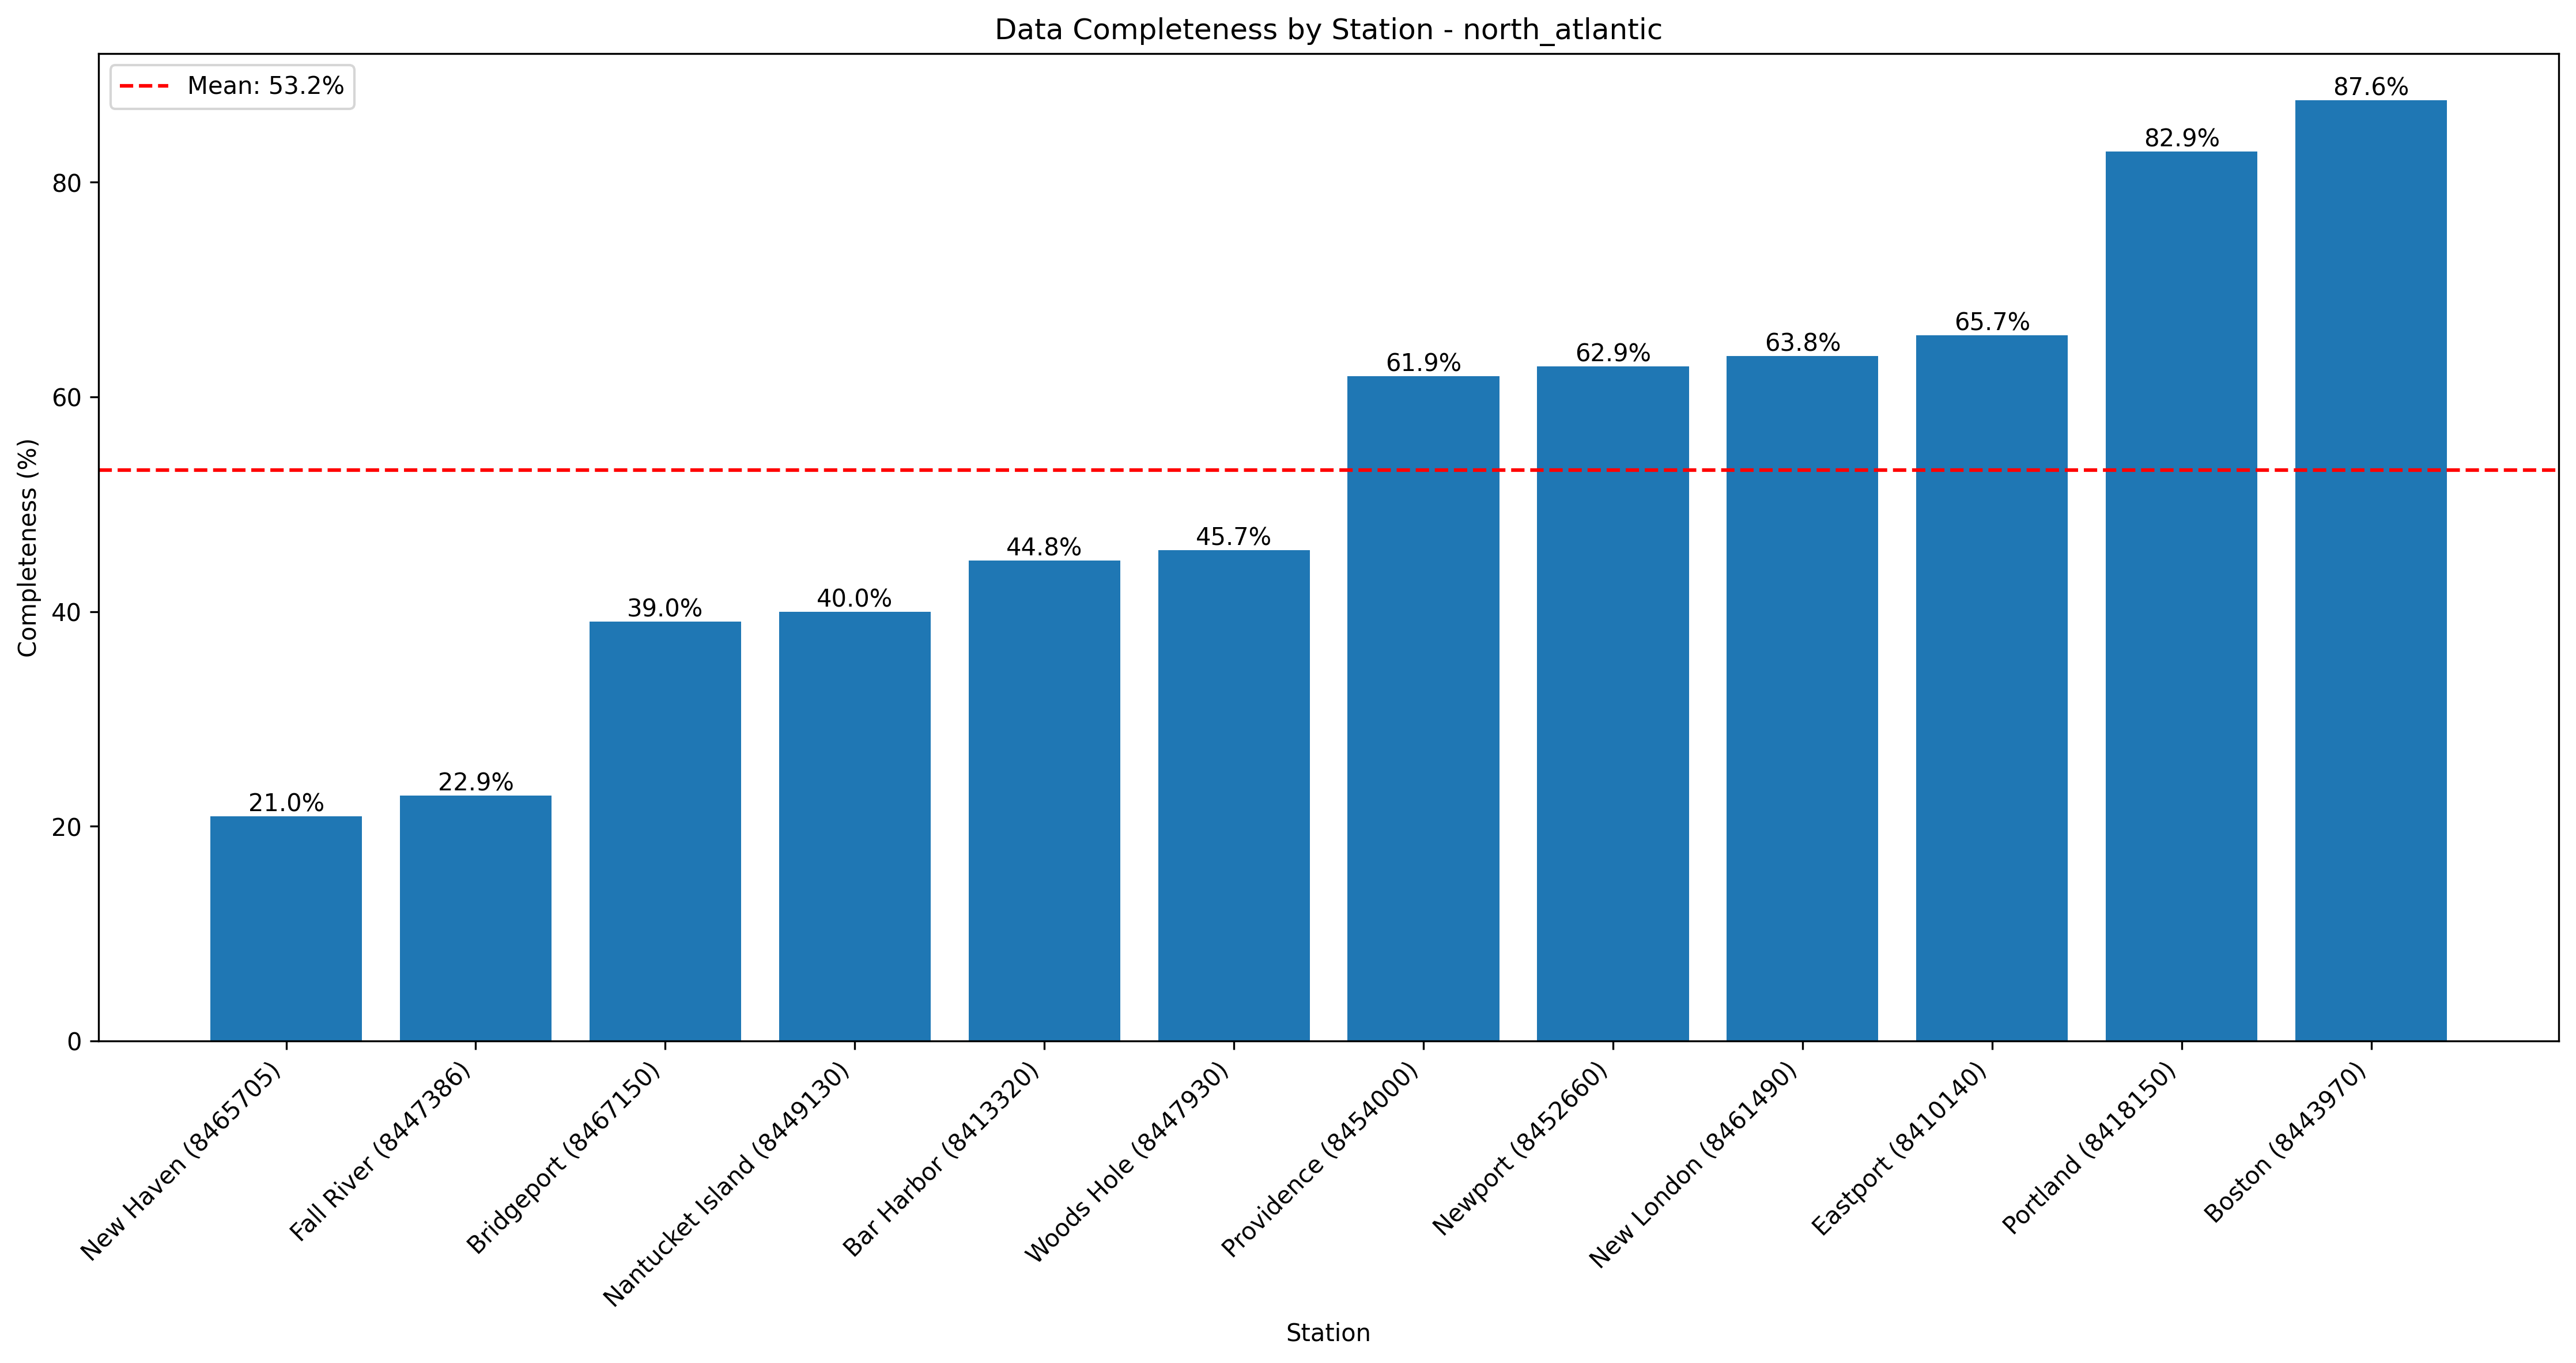 Data Completeness by Station - north_atlantic
Mean: 53.2%
Completeness (%)
80
60
40
20
0
21.0%
22.9%
39.0%
40.0%
44.8%
45.7%
61.9%
62.9%
63.8%
65.7%
82.9%
87.6%
New Haven (8465705)
Fall River (8447386)
Bridgeport (8467150)
Nantucket Island (8449130)
Bar Harbor (8413320)
Woods Hole (8447930)
Providence (8454000)
Newport (8452660)
New London (8461490)
Eastport (8410140)
Portland (8418150)
Boston (8443970)
Station